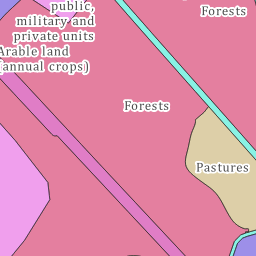 public,
military and
private units
Arable land
(annual crops)
Forests
Forests
Pastures